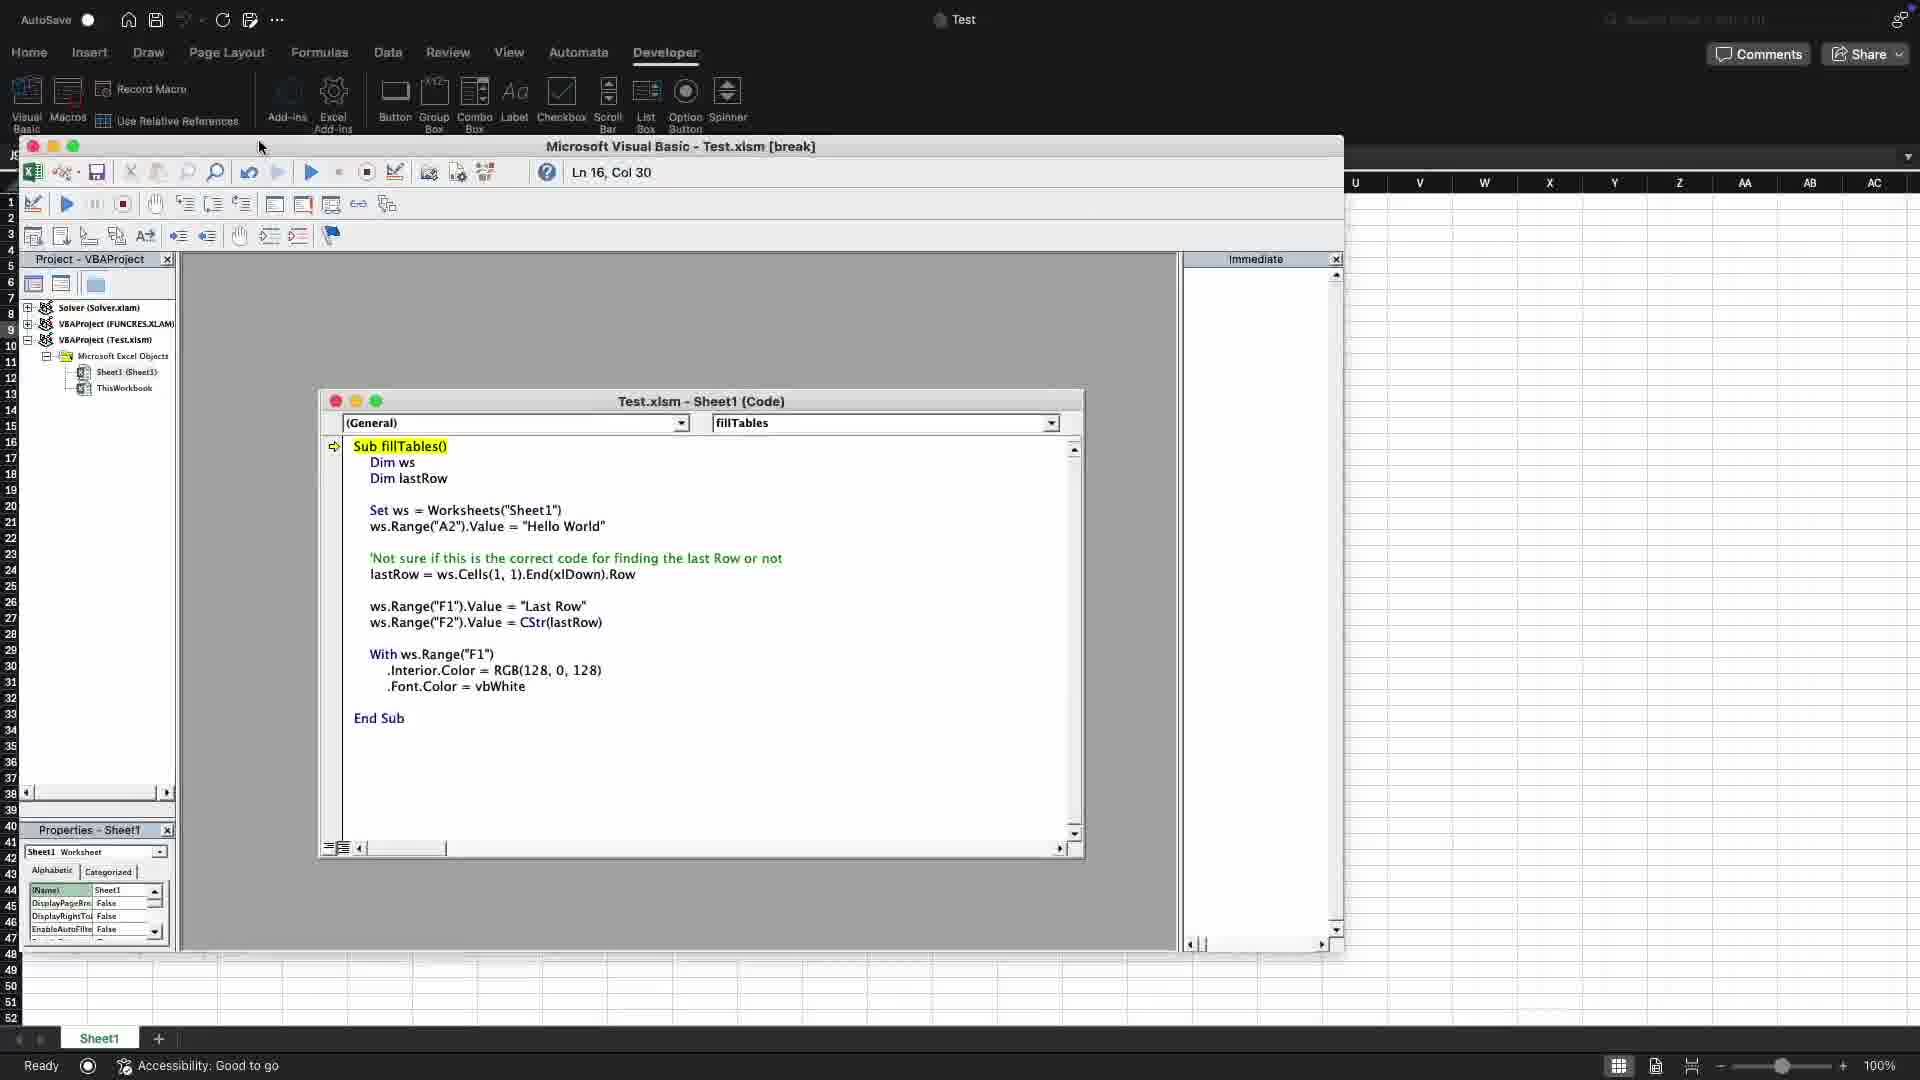 AutoSave
Test
Home Insert Draw Page Layout Formulas Data Review View Automate Developer
Comments Share
Record Macro
Use Relative References
Visual Basic
Macros
Add-ins
Excel Add-ins
Button
Group Box
Combo Box
Label
Checkbox
Scroll Bar
List Box
Option Button
Spinner
Microsoft Visual Basic - Test.xlsm [break]
Ln 16, Col 30
U V W X Y Z AA AB AC
Project - VBAProject
Immediate
Solver (Solver.xlam)
VBAProject (FUNCRES.XLAM)
VBAProject (Test.xlsm)
Microsoft Excel Objects
Sheet1 (Sheet1)
ThisWorkbook
Test.xlsm - Sheet1 (Code)
(General) fillTables
Sub fillTables()
Dim ws
Dim lastRow
Set ws = Worksheets("Sheet1")
ws.Range("A2").Value = "Hello World"
'Not sure if this is the correct code for finding the last Row or not
lastRow = ws.Cells(1, 1).End(xlDown).Row
ws.Range("F1").Value = "Last Row"
ws.Range("F2").Value = CStr(lastRow)
With ws.Range("F1")
.Interior.Color = RGB(128, 0, 128)
.Font.Color = vbWhite
End Sub
Properties - Sheet1
Sheet1 Worksheet
Alphabetic Categorized
(Name) Sheet1
DisplayPageBre False
DisplayRightTo False
EnableAutoFilte False
1
2
3
4
5
6
7
8
9
10
11
12
13
14
15
16
17
18
19
20
21
22
23
24
25
26
27
28
29
30
31
32
33
34
35
36
37
38
39
40
41
42
43
44
45
46
47
48
49
50
51
52
Sheet1
Ready
Accessibility: Good to go
100%